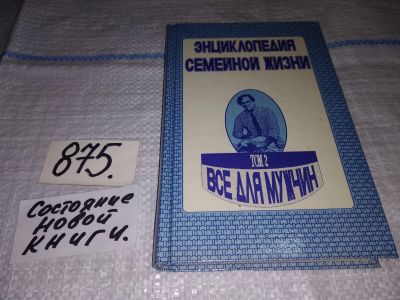 ЭНЦИКЛОПЕДИЯ
СЕМЕЙНОЙ ЖИЗНИ
ТОМ 2
ВСЕ ДЛЯ МУЖЧИН
875.
Состояние
новой
книги.